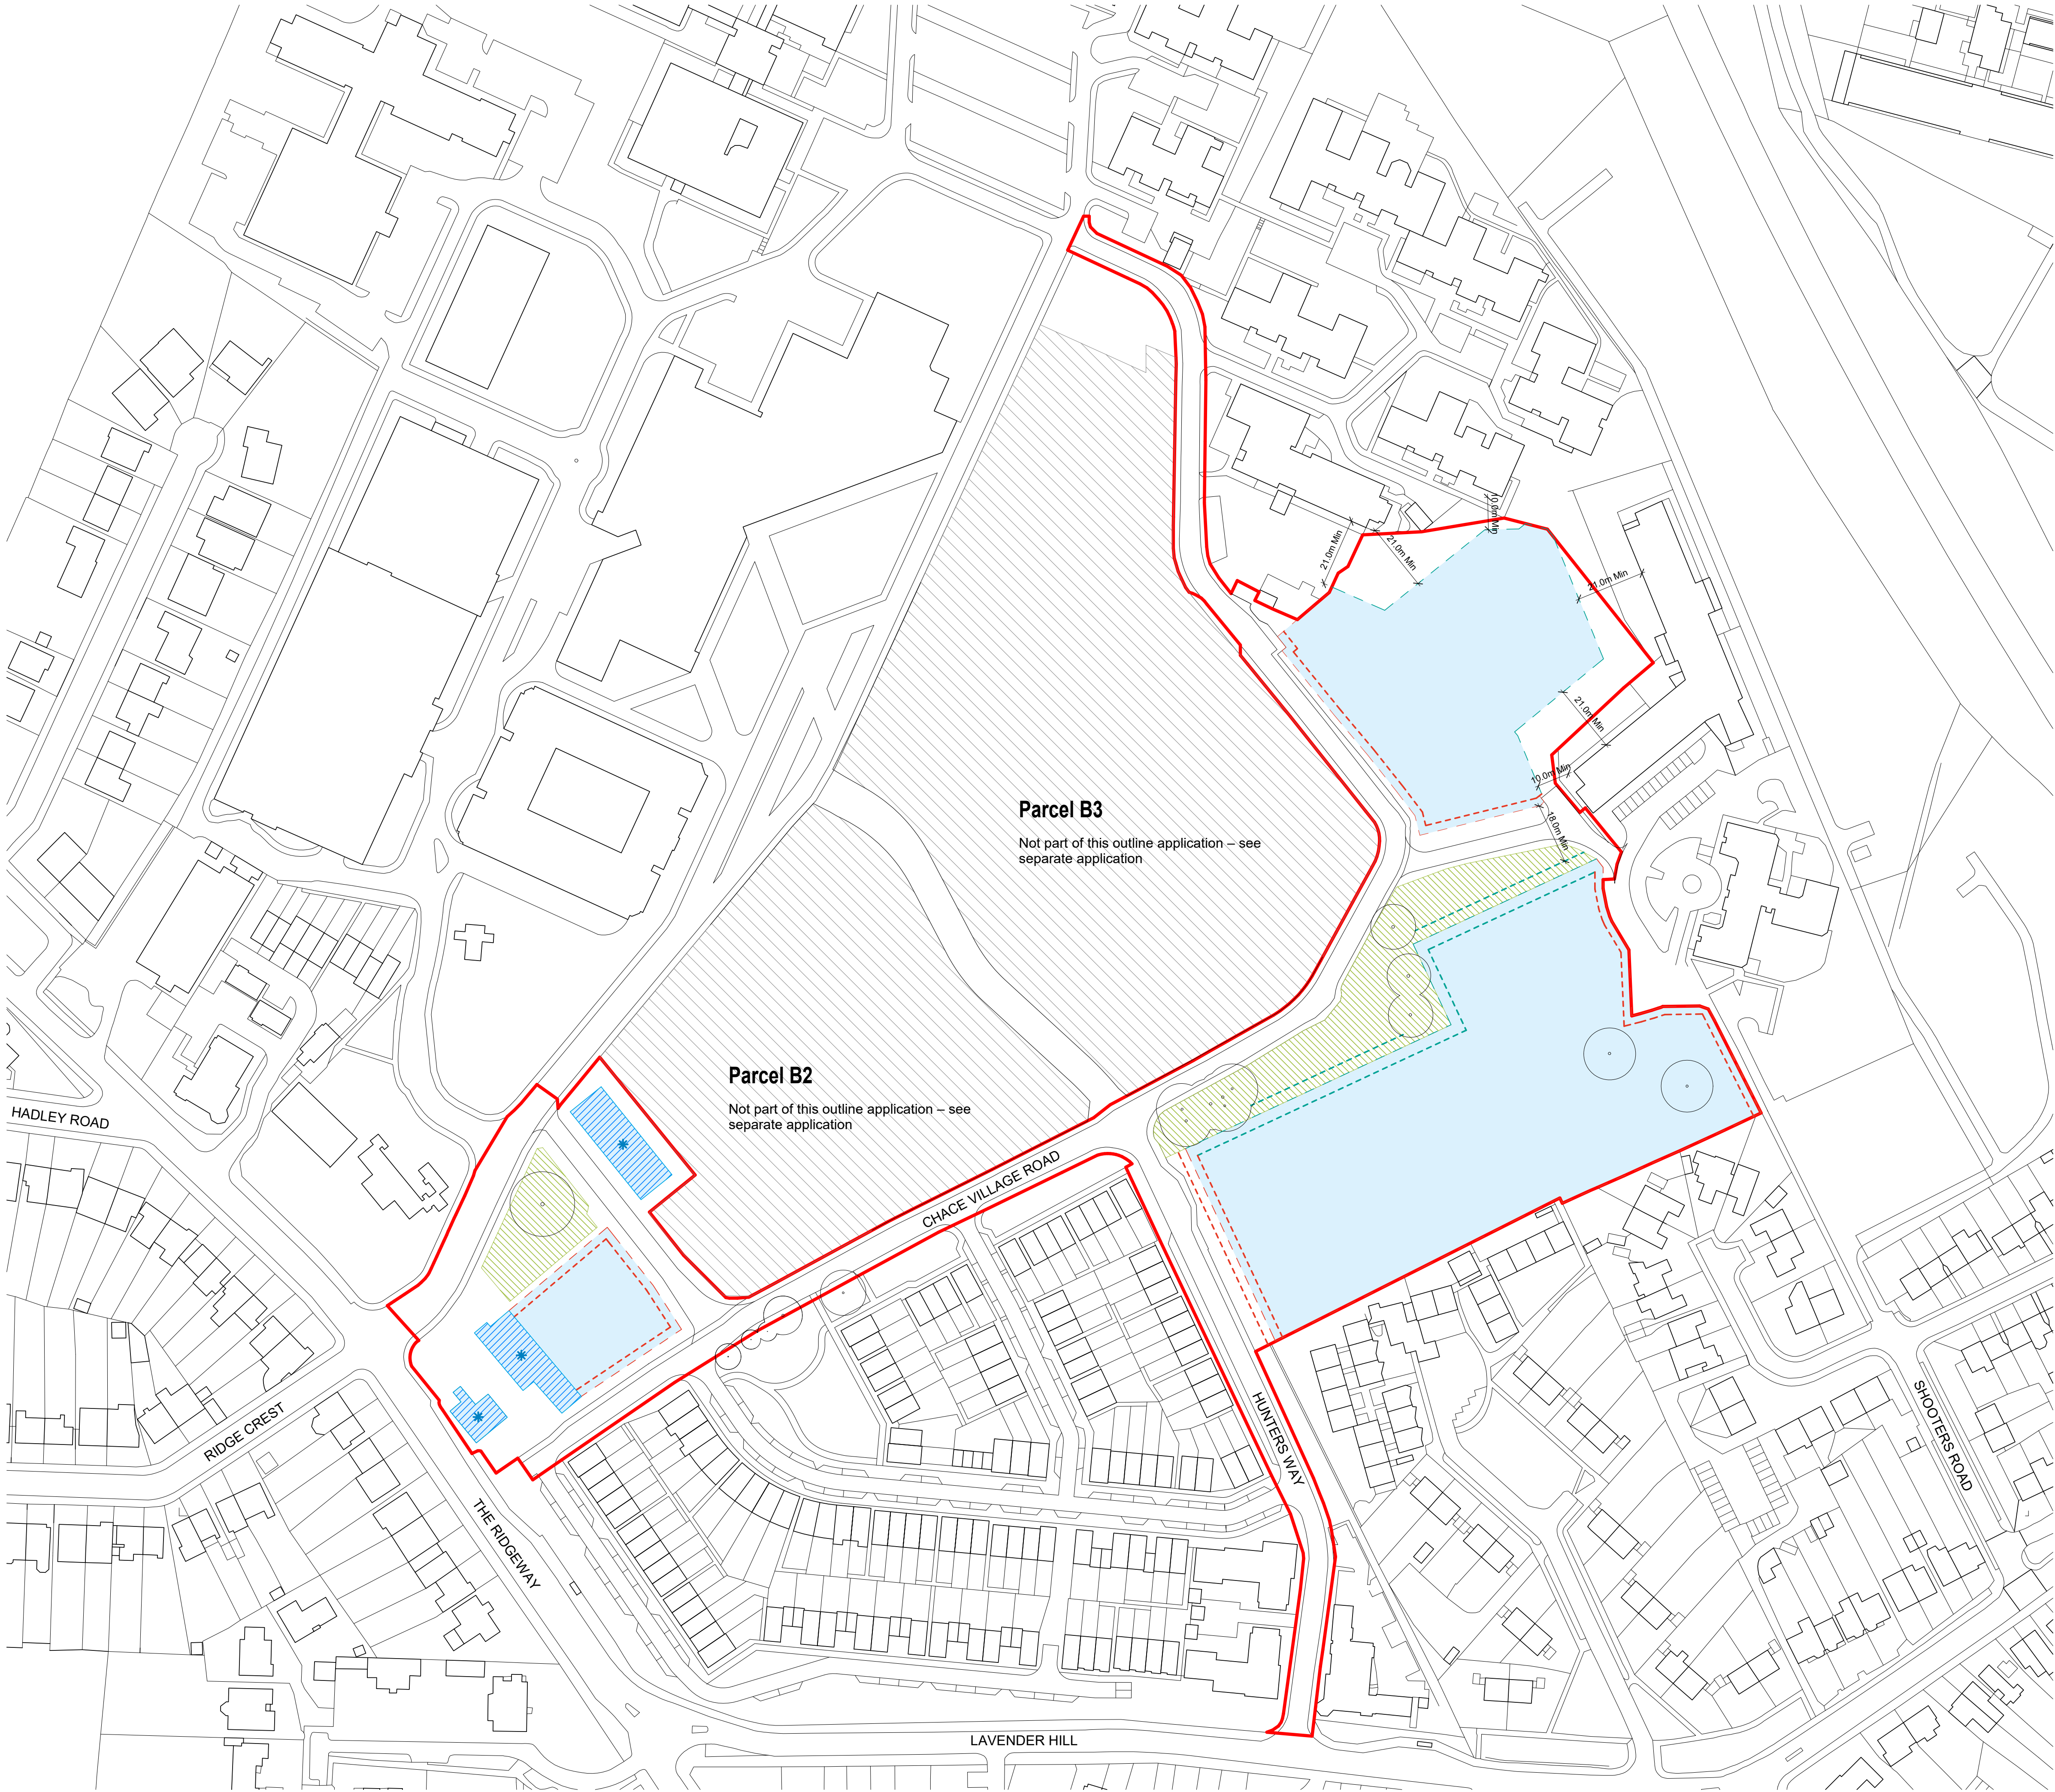 10.0m Min
21.0m Min
21.0m Min
21.0m Min
21.0m Min
10.0m Min
18.0m Min
Parcel B3
Not part of this outline application – see
separate application
Parcel B2
Not part of this outline application – see
separate application
HADLEY ROAD
CHACE VILLAGE ROAD
RIDGE CREST
HUNTERS WAY
SHOOTERS ROAD
THE RIDGEWAY
LAVENDER HILL